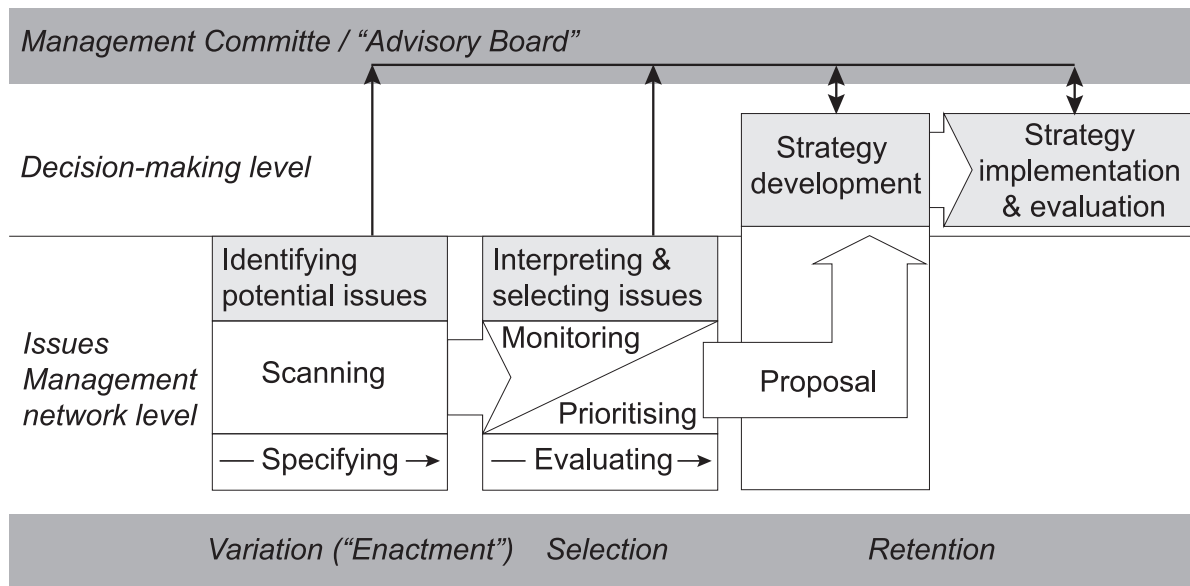 Management Committe / “Advisory Board”
Decision-making level
Strategy
development
Strategy
implementation
& evaluation
Issues
Management
network level
Identifying
potential issues
Scanning
Specifying
Interpreting &
selecting issues
Monitoring
Prioritising
Evaluating
Proposal
Variation (“Enactment”)
Selection
Retention